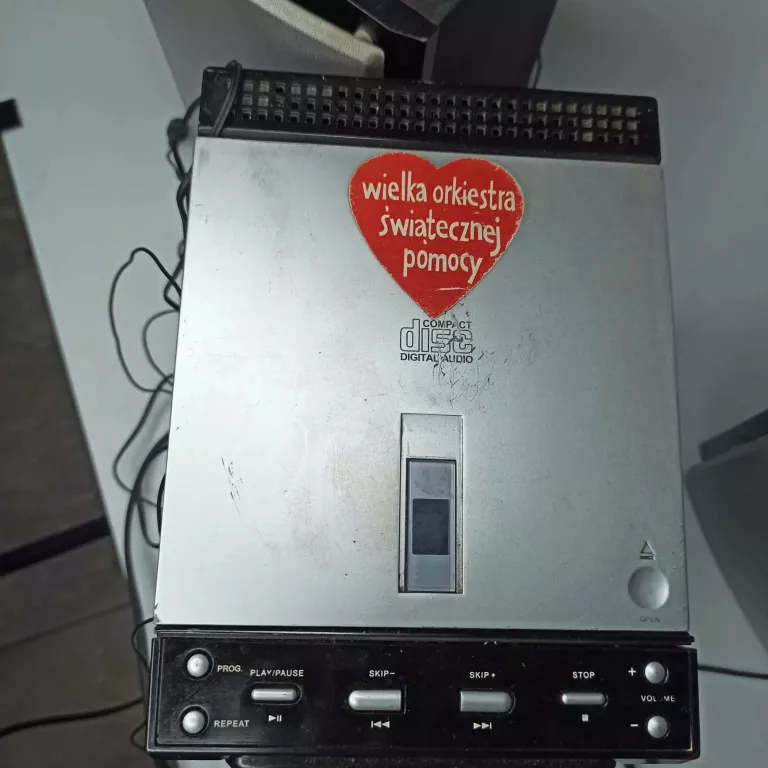 wielka orkiestra
świątecznej
pomocy
COMPACT
disc
DIGITAL AUDIO
OPEN
PROG.
PLAY/PAUSE
SKIP-
SKIP+
STOP
+
VOLUME
REPEAT
-